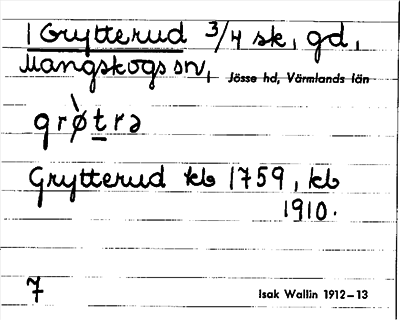 1 Grytterud 3/4 sk, gd,
Mangskogs sn, Jösse hd, Värmlands län
grø̀trə
Grytterud kb 1759, kb
1910.
7 Isak Wallin 1912–13